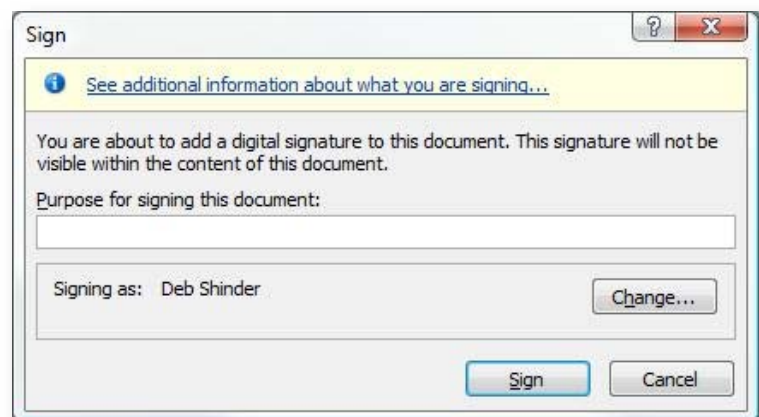 Sign
See additional information about what you are signing...
You are about to add a digital signature to this document. This signature will not be
visible within the content of this document.
Purpose for signing this document:
Signing as: Deb Shinder
Change...
Sign
Cancel